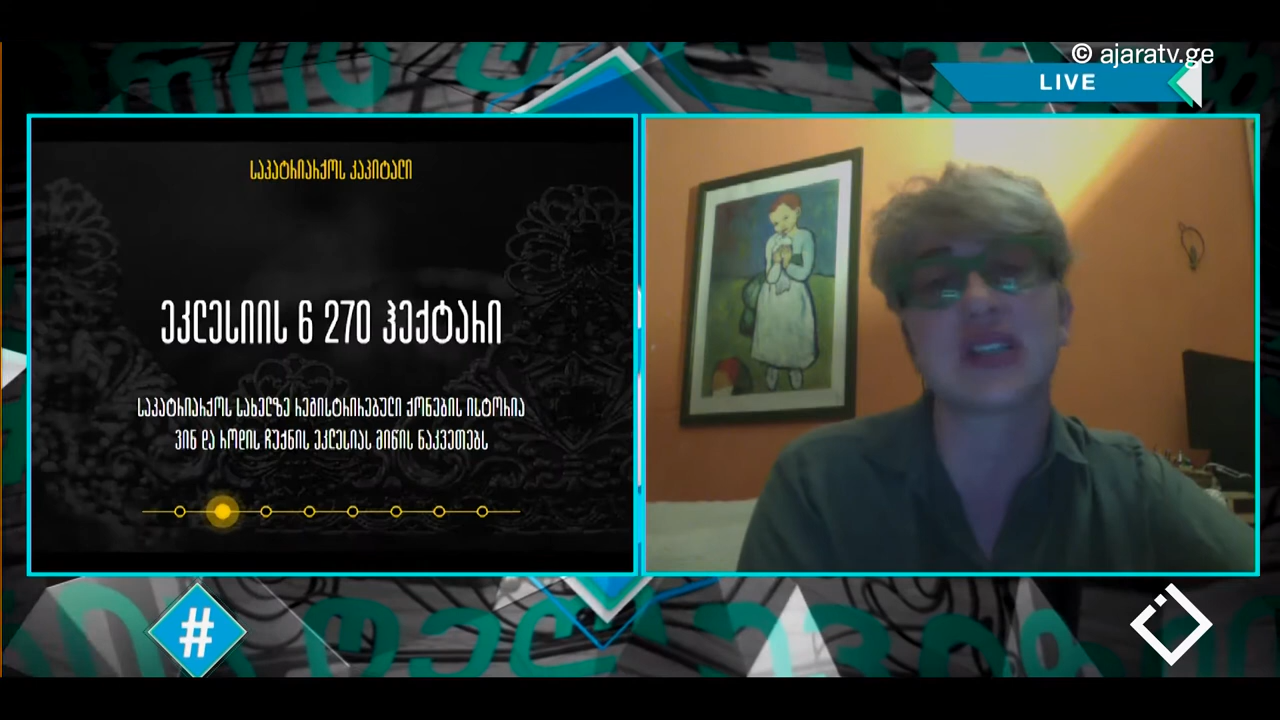 © ajaratv.ge
LIVE
საპატრიარქოს კაპიტალი
ეკლესიის 6 270 ჰექტარი
საპატრიარქოს სახელზე რეგისტრირებული ქონების ისტორია
ვინ და როდის ჩუქნის ეკლესიას მიწის ნაკვეთებს
#